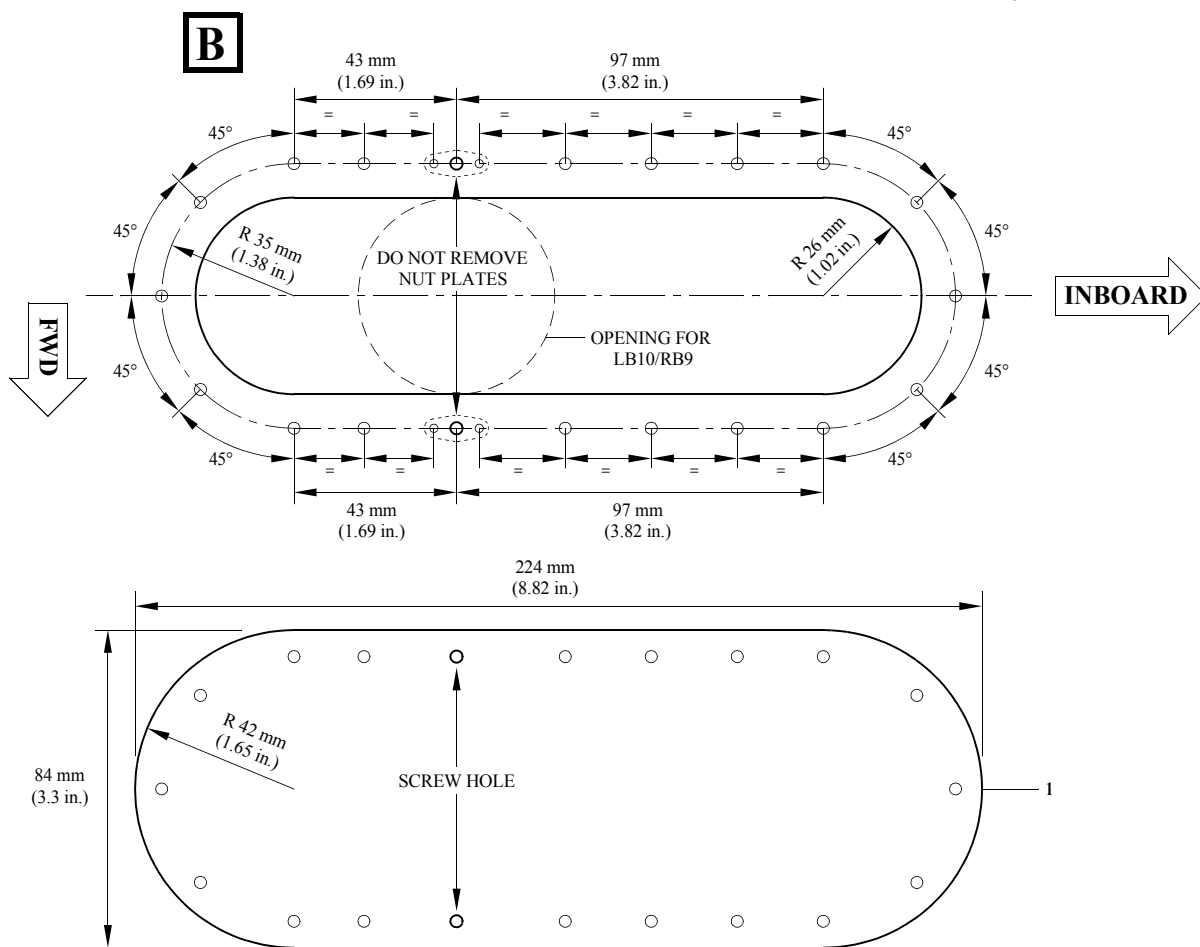 B
43 mm
(1.69 in.)
97 mm
(3.82 in.)
= = = = = =
45° 45°
45° 45°
R 35 mm
(1.38 in.)
R 26 mm
(1.02 in.)
DO NOT REMOVE
NUT PLATES
FWD
INBOARD
OPENING FOR
LB10/RB9
45° 45°
45° 45°
= = = = = =
43 mm
(1.69 in.)
97 mm
(3.82 in.)
224 mm
(8.82 in.)
R 42 mm
(1.65 in.)
84 mm
(3.3 in.)
SCREW HOLE
1